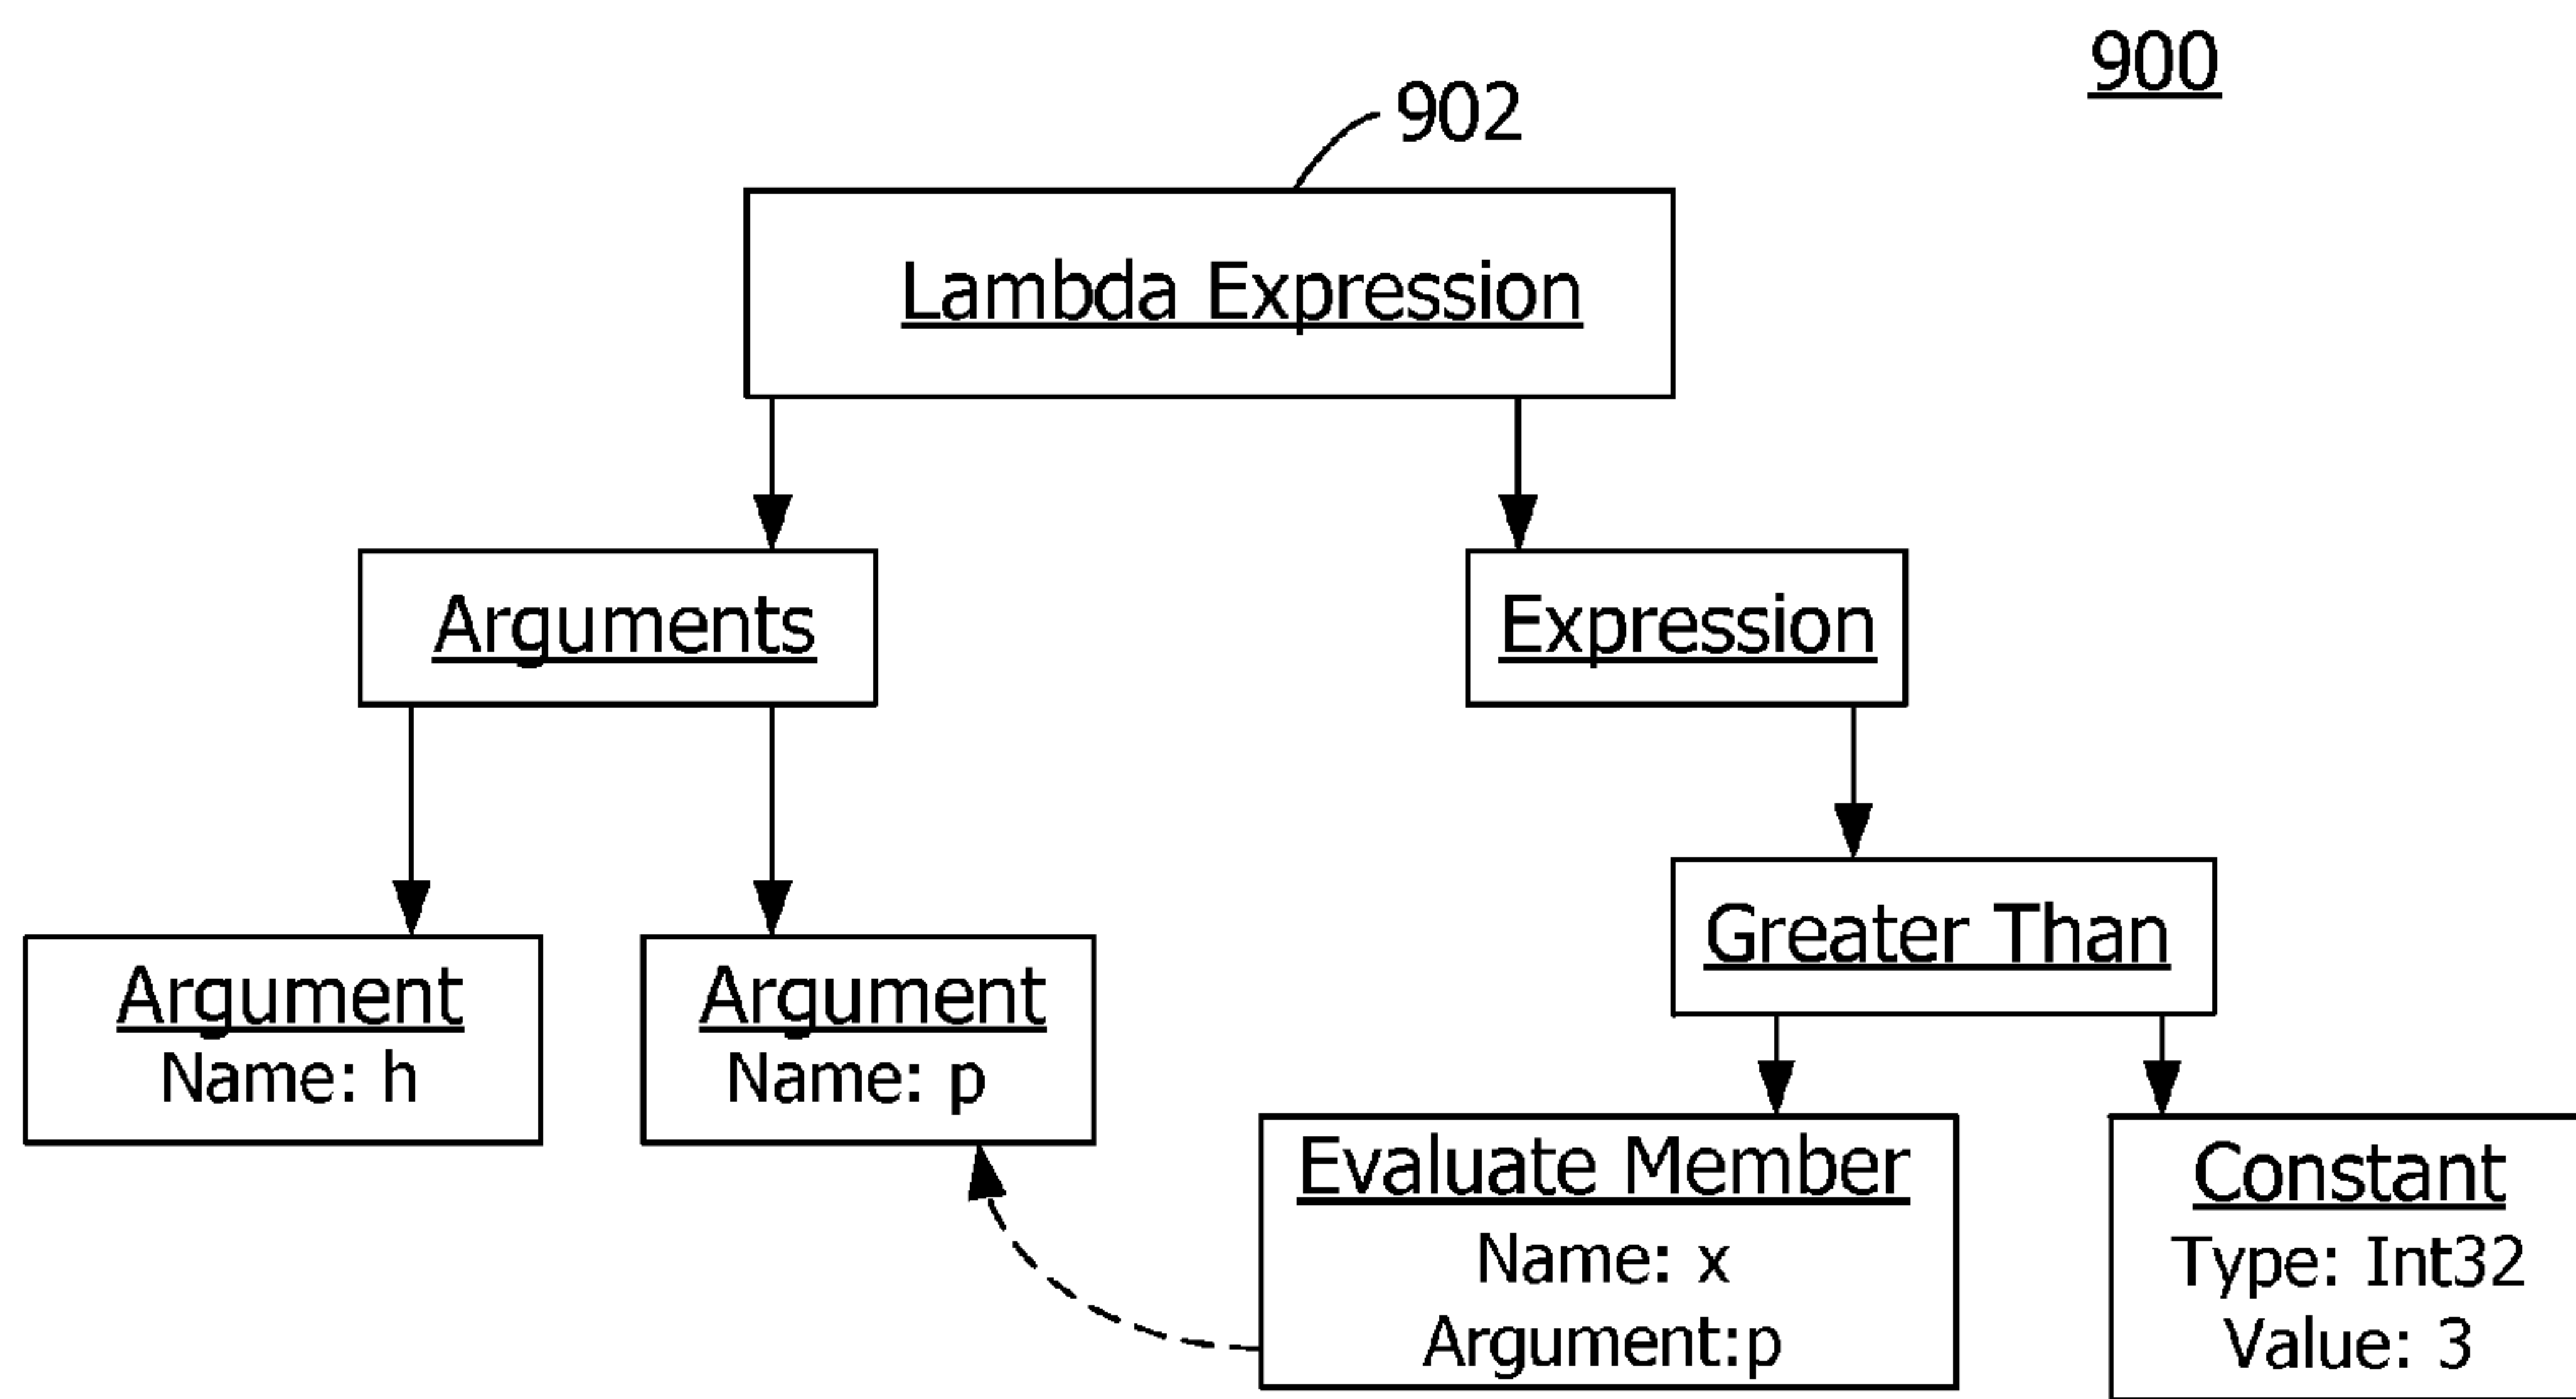 900
902
Lambda Expression
Arguments
Expression
Greater Than
Argument
Name: h
Argument
Name: p
Evaluate Member
Name: x
Argument:p
Constant
Type: Int32
Value: 3